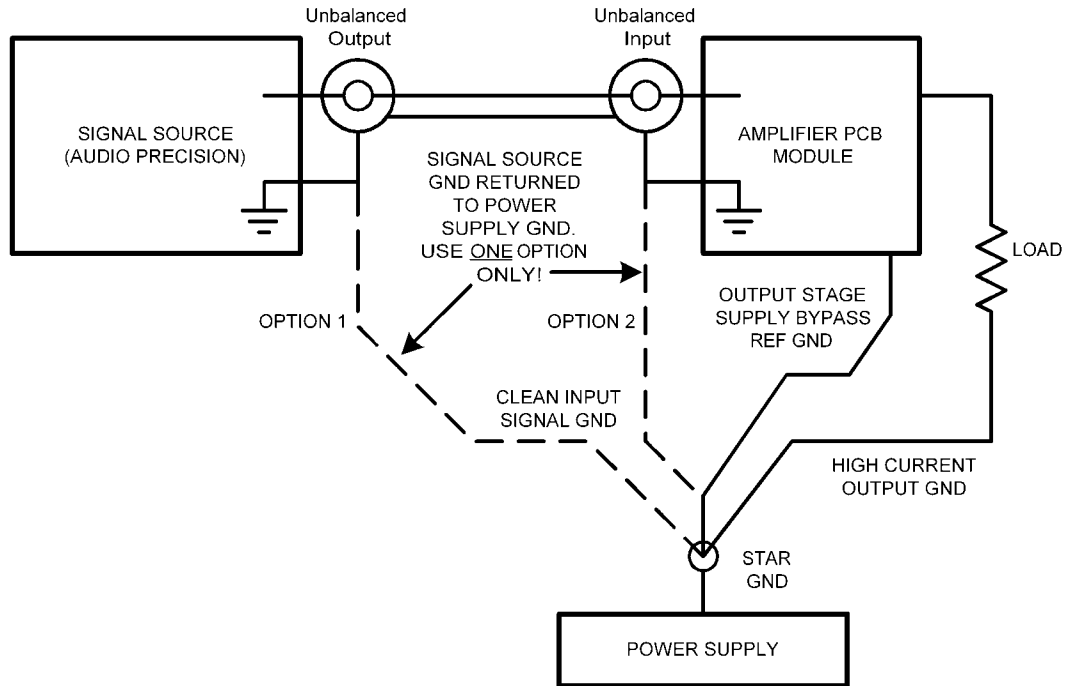 Unbalanced
Output
Unbalanced
Input
SIGNAL SOURCE
(AUDIO PRECISION)
AMPLIFIER PCB
MODULE
SIGNAL SOURCE
GND RETURNED
TO POWER
SUPPLY GND.
USE ONE OPTION
ONLY!
LOAD
OPTION 1
OPTION 2
OUTPUT STAGE
SUPPLY BYPASS
REF GND
CLEAN INPUT
SIGNAL GND
HIGH CURRENT
OUTPUT GND
STAR
GND
POWER SUPPLY